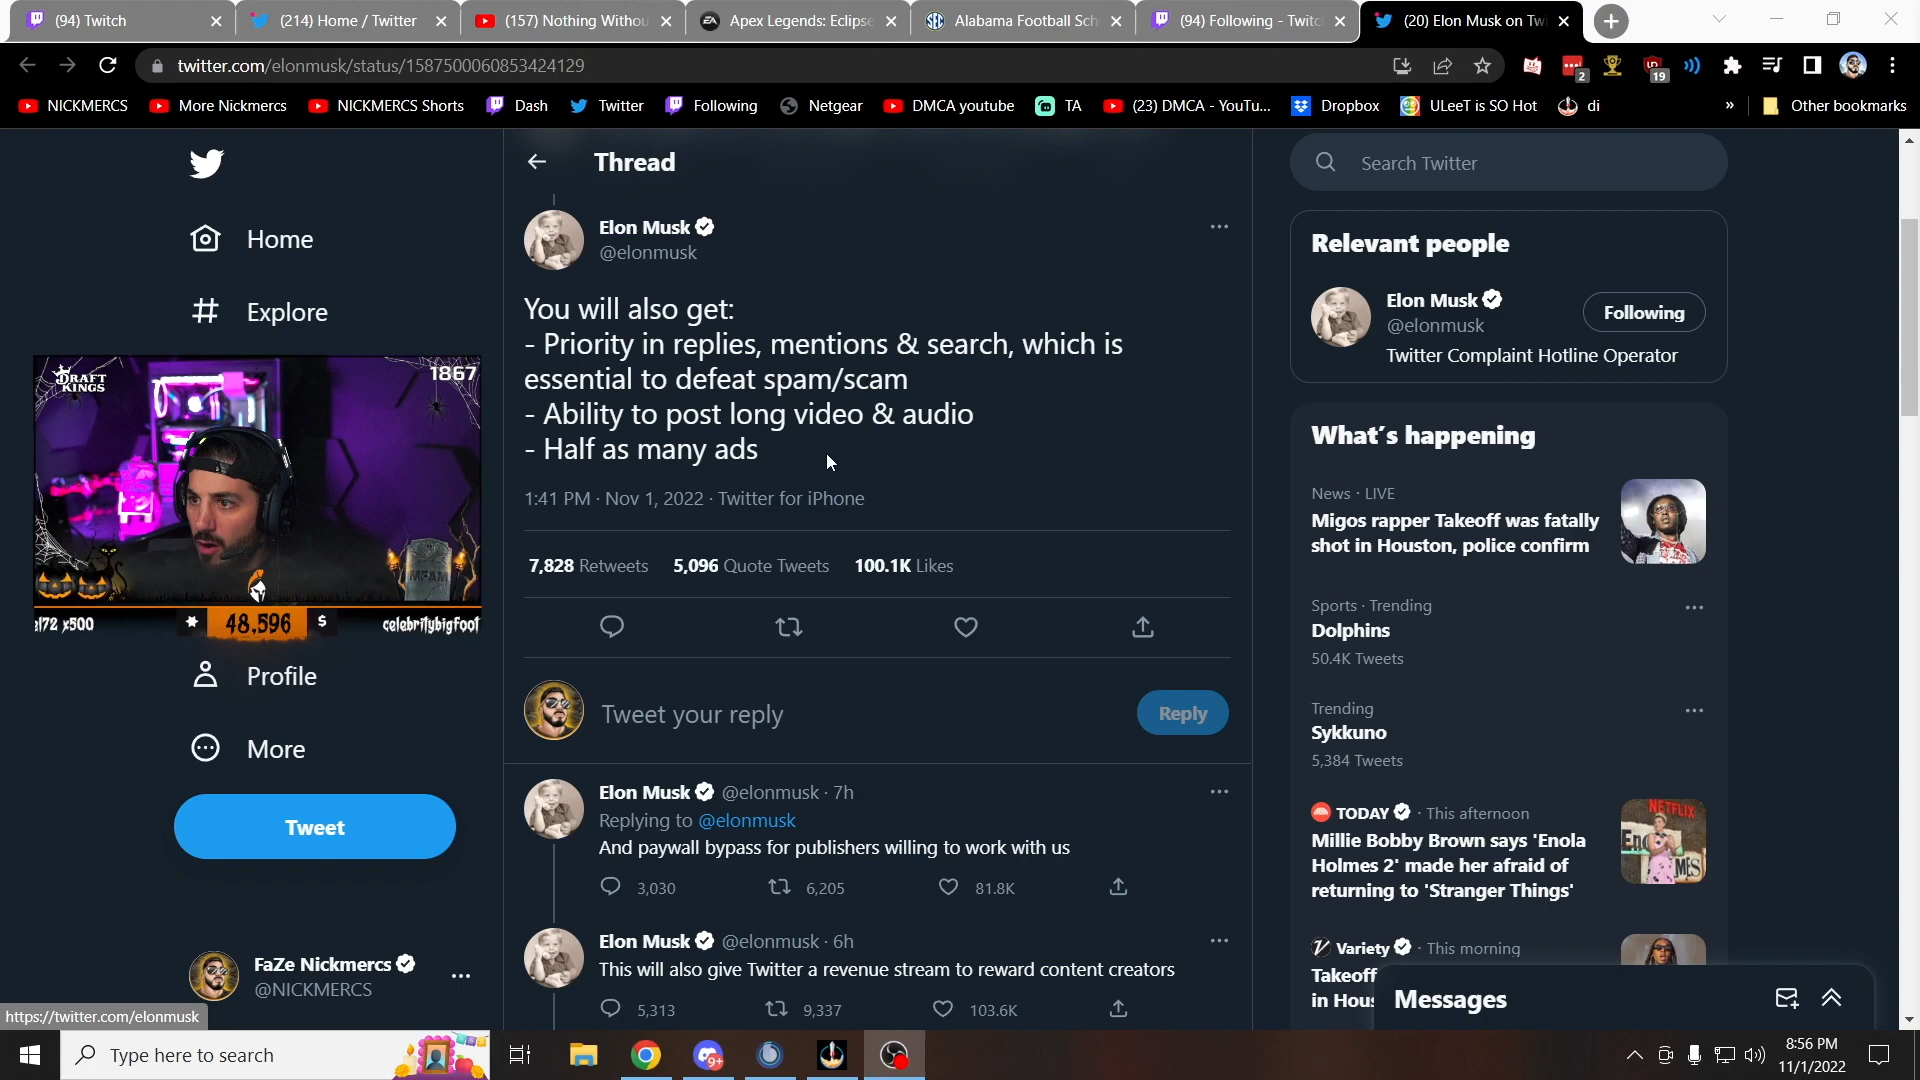 (94) Twitch
(214) Home / Twitter
(157) Nothing Withou
Apex Legends: Eclipse
Alabama Football Sch
(94) Following - Twitc
(20) Elon Musk on Tw
twitter.com/elonmusk/status/1587500060853424129
2
19
NICKMERCS
More Nickmercs
NICKMERCS Shorts
Dash
Twitter
Following
Netgear
DMCA youtube
TA
(23) DMCA - YouTu...
Dropbox
ULeeT is SO Hot
di
»
Other bookmarks
Home
Explore
DRAFT
KINGS
1867
MFAM
al72 x500
48,596
$
celebritybigfoot
Profile
More
Tweet
FaZe Nickmercs
@NICKMERCS
https://twitter.com/elonmusk
Thread
Elon Musk
@elonmusk
You will also get:
- Priority in replies, mentions & search, which is
essential to defeat spam/scam
- Ability to post long video & audio
- Half as many ads
1:41 PM · Nov 1, 2022 · Twitter for iPhone
7,828 Retweets 5,096 Quote Tweets 100.1K Likes
Tweet your reply
Reply
Elon Musk @elonmusk · 7h
Replying to @elonmusk
And paywall bypass for publishers willing to work with us
3,030 6,205 81.8K
Elon Musk @elonmusk · 6h
This will also give Twitter a revenue stream to reward content creators
5,313 9,337 103.6K
Search Twitter
Relevant people
Elon Musk
@elonmusk
Following
Twitter Complaint Hotline Operator
What's happening
News · LIVE
Migos rapper Takeoff was fatally
shot in Houston, police confirm
Sports · Trending
Dolphins
50.4K Tweets
Trending
Sykkuno
5,384 Tweets
TODAY · This afternoon
Millie Bobby Brown says 'Enola
Holmes 2' made her afraid of
returning to 'Stranger Things'
NETFLIX
Variety · This morning
Takeoff
in Hous
Messages
Type here to search
9+
8:56 PM
11/1/2022